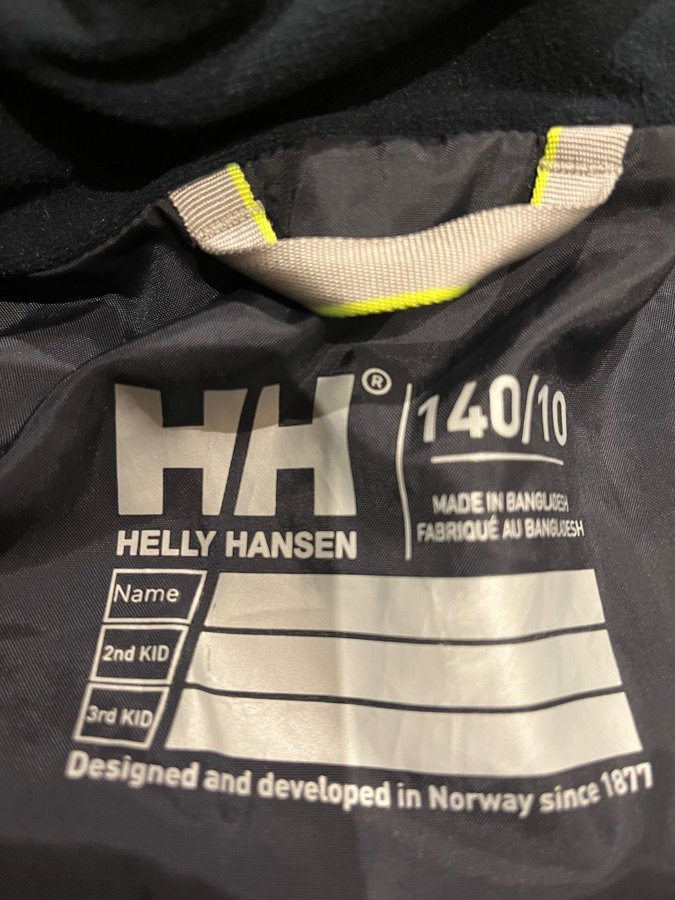 HH®
HELLY HANSEN
140/10
MADE IN BANGLADESH
FABRIQUÉ AU BANGLADESH
Name
2nd KID
3rd KID
Designed and developed in Norway since 1877